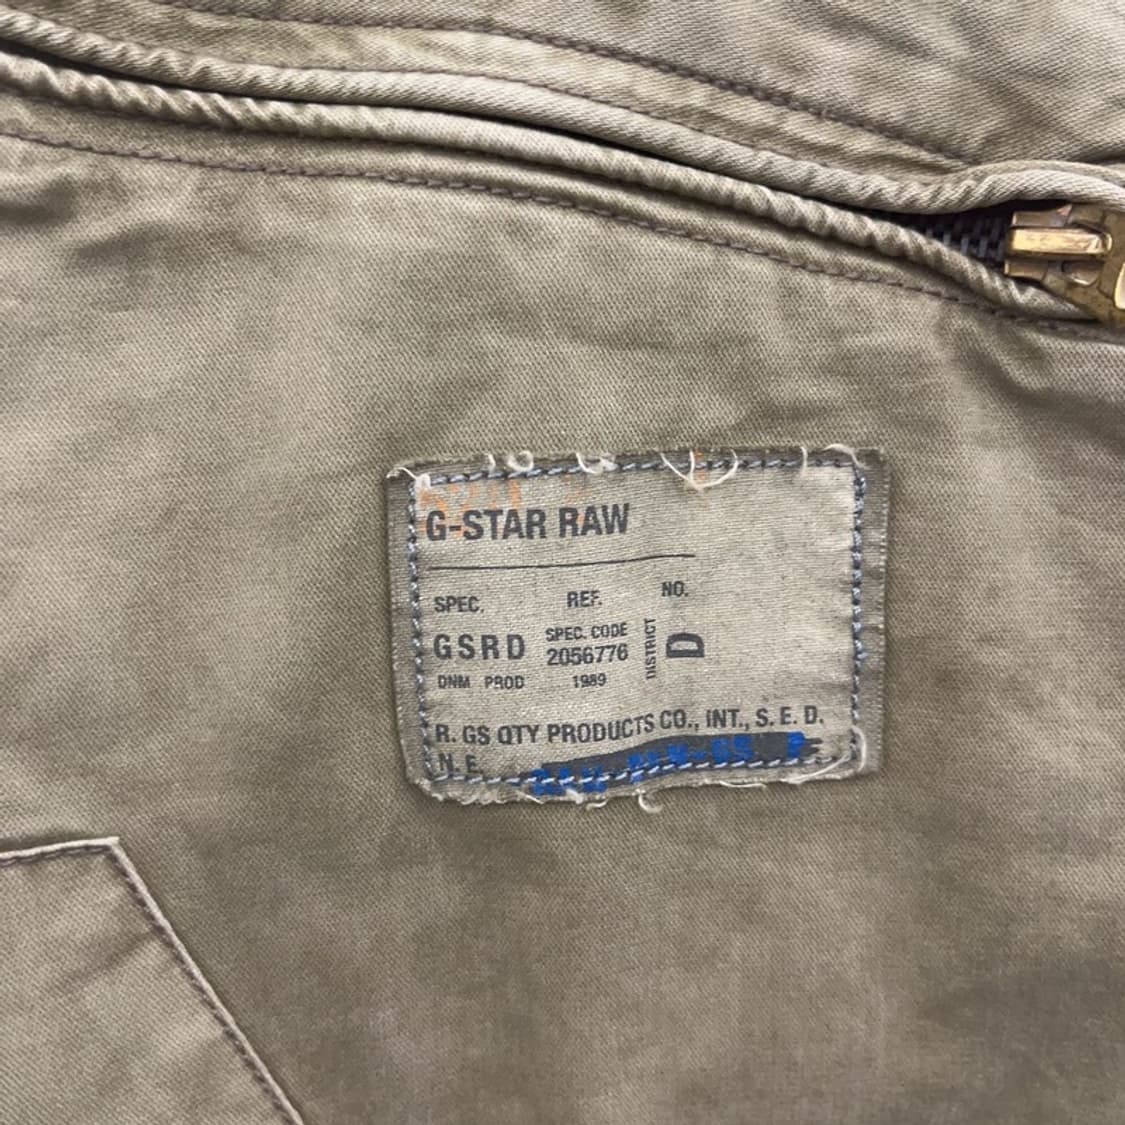 G-STAR RAW
SPEC. REF. NO.
GSRD SPEC. CODE DISTRICT D
2056776
DNM PROD 1989
R. GS QTY PRODUCTS CO., INT., S. E. D.
N.E.